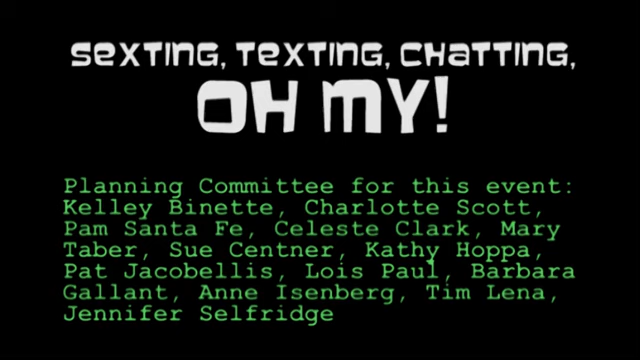 SEXTING, TEXTING, CHATTING,
OH MY!
Planning Committee for this event:
Kelley Binette, Charlotte Scott,
Pam Santa Fe, Celeste Clark, Mary
Taber, Sue Centner, Kathy Hoppa,
Pat Jacobellis, Lois Paul, Barbara
Gallant, Anne Isenberg, Tim Lena,
Jennifer Selfridge